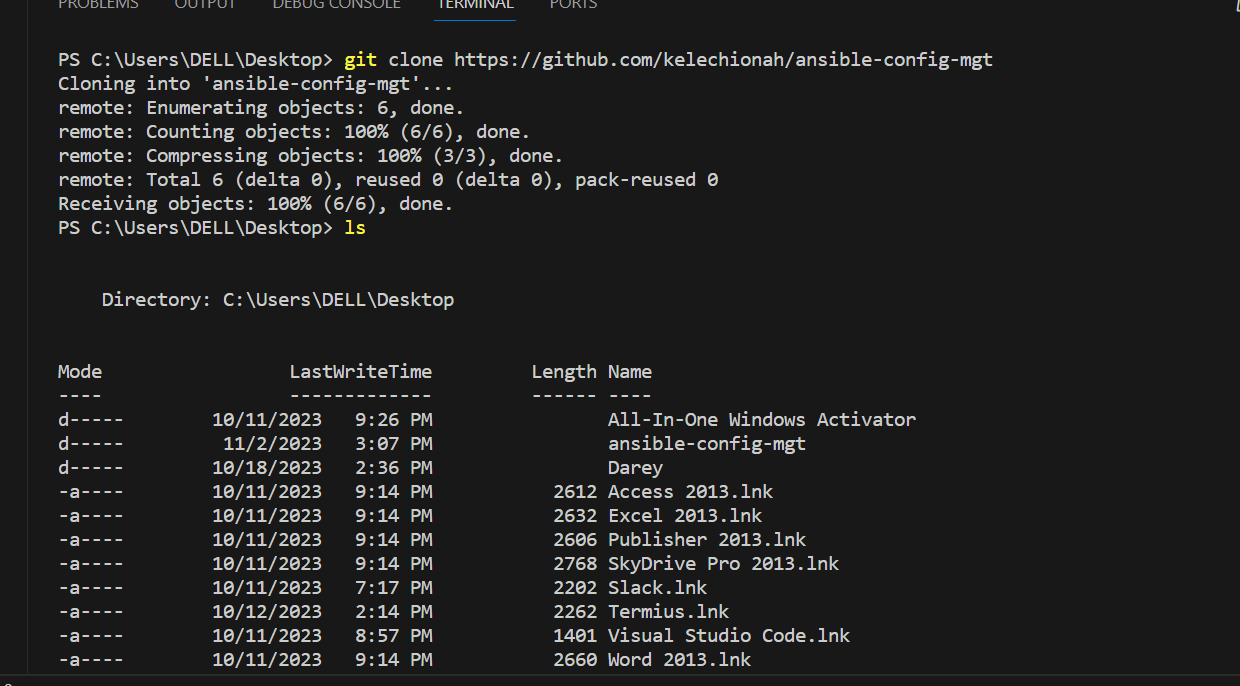 PROBLEMS OUTPUT DEBUG CONSOLE TERMINAL PORTS
PS C:\Users\DELL\Desktop> git clone https://github.com/kelechionah/ansible-config-mgt
Cloning into 'ansible-config-mgt'...
remote: Enumerating objects: 6, done.
remote: Counting objects: 100% (6/6), done.
remote: Compressing objects: 100% (3/3), done.
remote: Total 6 (delta 0), reused 0 (delta 0), pack-reused 0
Receiving objects: 100% (6/6), done.
PS C:\Users\DELL\Desktop> ls
Directory: C:\Users\DELL\Desktop
Mode LastWriteTime Length Name
---- ------------- ------ ----
d----- 10/11/2023 9:26 PM All-In-One Windows Activator
d----- 11/2/2023 3:07 PM ansible-config-mgt
d----- 10/18/2023 2:36 PM Darey
-a---- 10/11/2023 9:14 PM 2612 Access 2013.lnk
-a---- 10/11/2023 9:14 PM 2632 Excel 2013.lnk
-a---- 10/11/2023 9:14 PM 2606 Publisher 2013.lnk
-a---- 10/11/2023 9:14 PM 2768 SkyDrive Pro 2013.lnk
-a---- 10/11/2023 7:17 PM 2202 Slack.lnk
-a---- 10/12/2023 2:14 PM 2262 Termius.lnk
-a---- 10/11/2023 8:57 PM 1401 Visual Studio Code.lnk
-a---- 10/11/2023 9:14 PM 2660 Word 2013.lnk